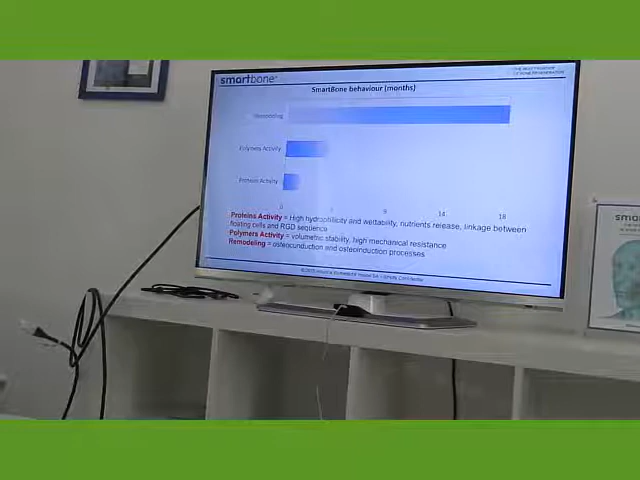 smartbone
SmartBone behaviour (months)
Remodeling
Polymers Activity
Proteins Activity
0
9
14
18
Proteins Activity = High hydrophilicity and wettability, nutrients release, linkage between
floating cells and RGD sequence
Polymers Activity = volumetric stability, high mechanical resistance
Remodeling = osteoconduction and osteoinduction processes